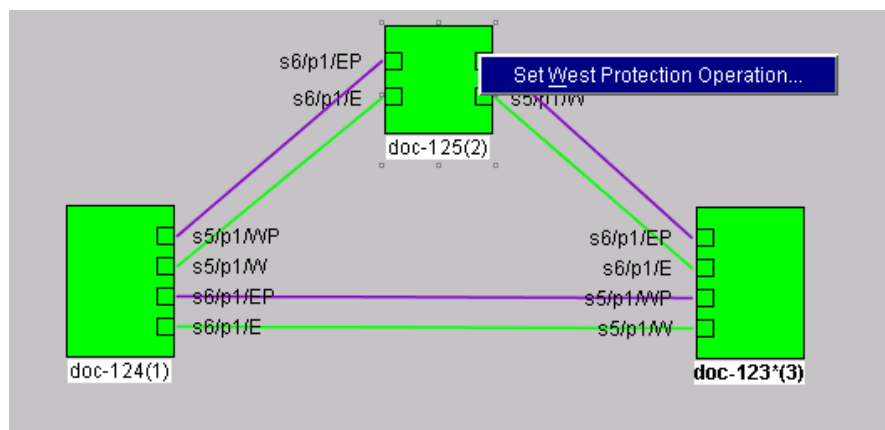 s6/p1/EP
Set West Protection Operation...
s6/p1/E
s5/p1/W
doc-125(2)
s5/p1/WP
s6/p1/EP
s5/p1/W
s6/p1/E
s6/p1/EP
s5/p1/WP
s6/p1/E
s5/p1/W
doc-124(1)
doc-123*(3)